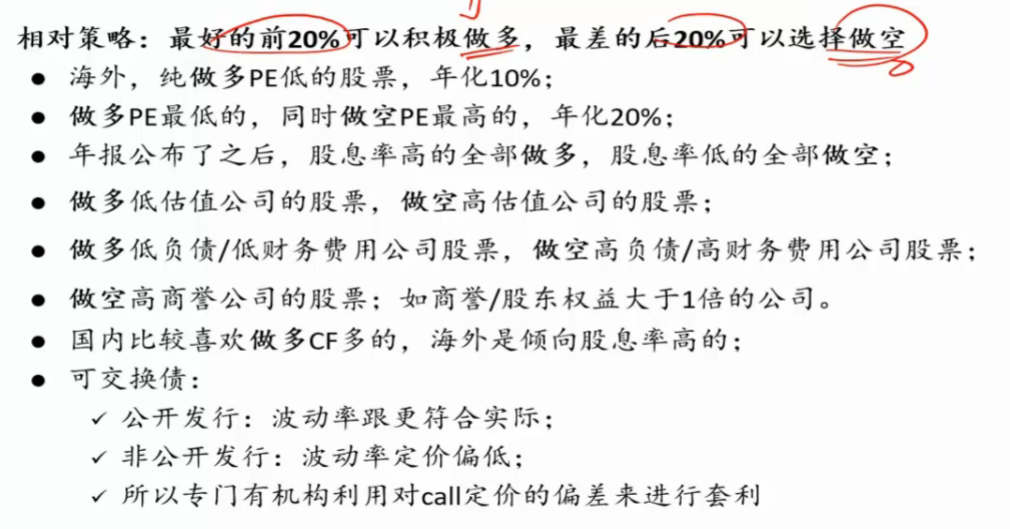 相对策略：最好的前20%可以积极做多，最差的后20%可以选择做空
● 海外，纯做多PE低的股票，年化10%；
● 做多PE最低的，同时做空PE最高的，年化20%；
● 年报公布了之后，股息率高的全部做多，股息率低的全部做空；
● 做多低估值公司的股票，做空高估值公司的股票；
● 做多低负债/低财务费用公司股票，做空高负债/高财务费用公司股票；
● 做空高商誉公司的股票；如商誉/股东权益大于1倍的公司。
● 国内比较喜欢做多CF多的，海外是倾向股息率高的；
● 可交换债：
✓ 公开发行：波动率跟更符合实际；
✓ 非公开发行：波动率定价偏低；
✓ 所以专门有机构利用对call定价的偏差来进行套利